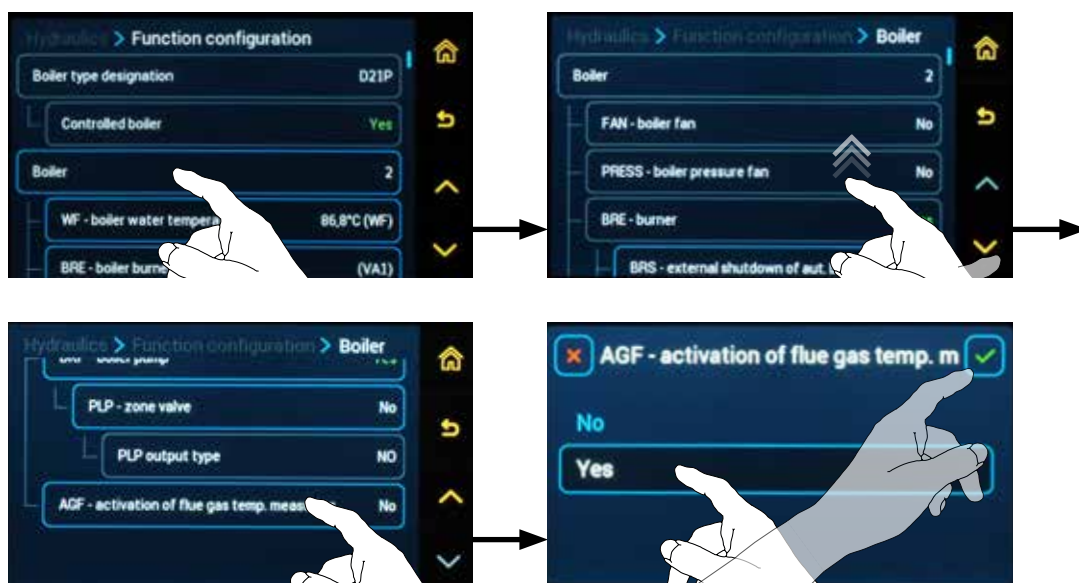 Hydraulics > Function configuration
Boiler type designation D21P
Controlled boiler Yes
Boiler 2
WF - boiler water tempera 86,8°C (WF)
BRE - boiler burne (VA1)
Hydraulics > Function configuration > Boiler
Boiler 2
FAN - boiler fan No
PRESS - boiler pressure fan No
BRE - burner
BRS - external shutdown of aut.
Hydraulics > Function configuration > Boiler
boiler pump Yes
PLP - zone valve No
PLP output type NO
AGF - activation of flue gas temp. meas No
AGF - activation of flue gas temp. m
No
Yes